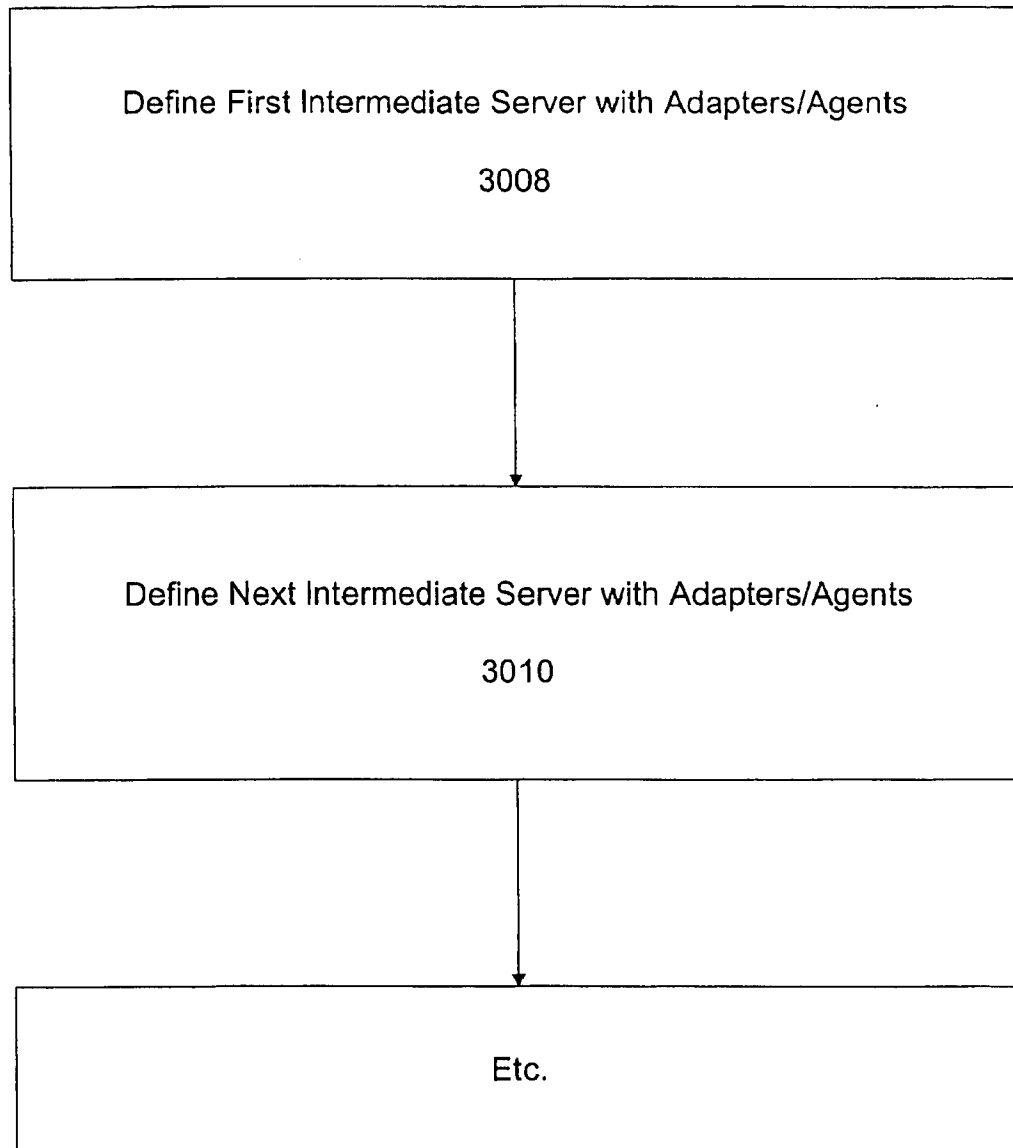 Define First Intermediate Server with Adapters/Agents
3008
Define Next Intermediate Server with Adapters/Agents
3010
Etc.